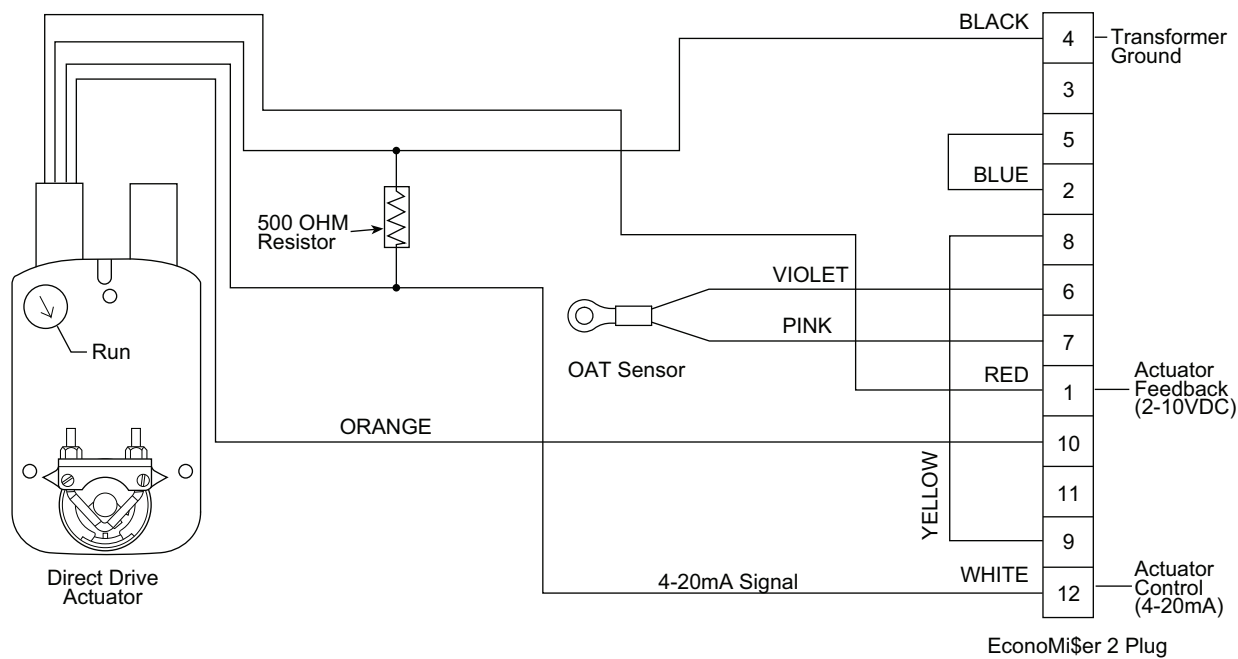 BLACK
4
Transformer
Ground
3
5
BLUE
2
500 OHM
Resistor
8
VIOLET
6
PINK
7
Run
OAT Sensor
RED
1
Actuator
Feedback
(2-10VDC)
ORANGE
10
YELLOW
11
9
Direct Drive
Actuator
4-20mA Signal
WHITE
12
Actuator
Control
(4-20mA)
EconoMi$er 2 Plug